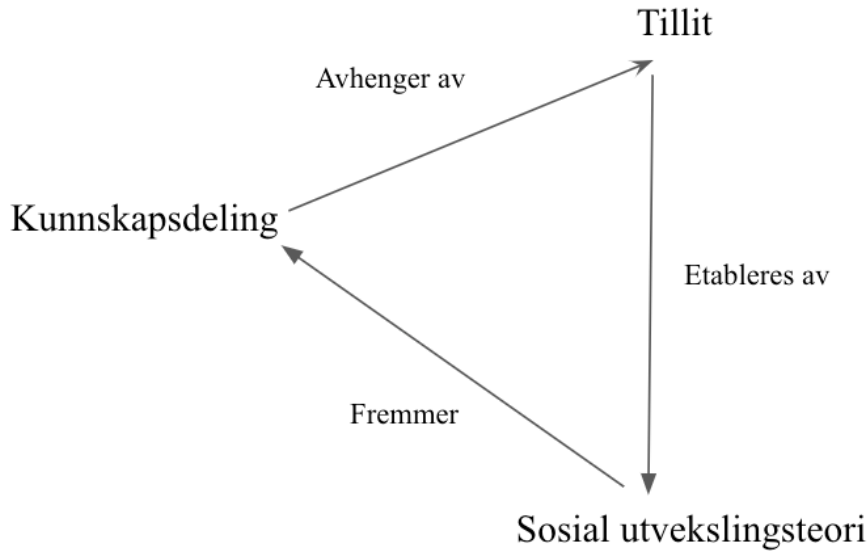 Tillit
Avhenger av
Kunnskapsdeling
Etableres av
Fremmer
Sosial utvekslingsteori